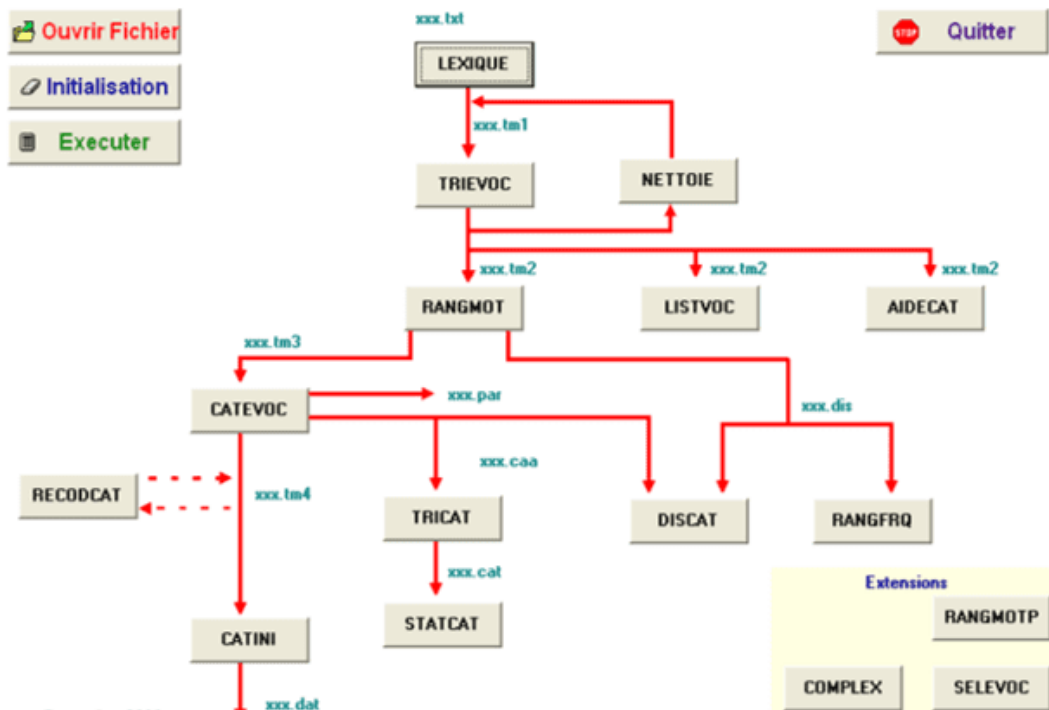 xxx.txt
Ouvrir Fichier
Quitter
LEXIQUE
Initialisation
xxx.tm1
Executer
TRIEVOC
NETTOIE
xxx.tm2
xxx.tm2
xxx.tm2
RANGMOT
LISTVOC
AIDECAT
xxx.tm3
CATEVOC
xxx.par
xxx.dis
xxx.caa
RECODCAT
xxx.tm4
TRICAT
DISCAT
RANGFRQ
xxx.cat
Extensions
STATCAT
RANGMOTP
CATINI
COMPLEX
SELEVOC
xxx.dat